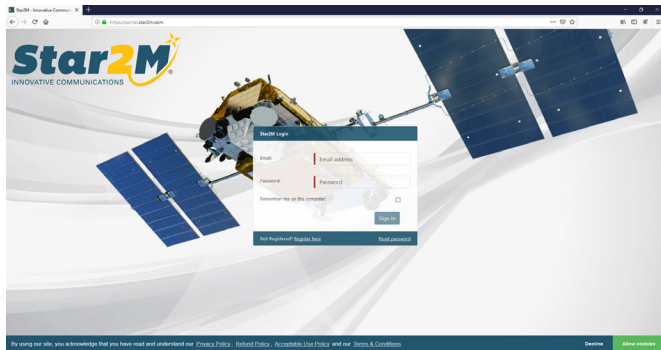 Star2M - Innovative Commun
https://portal.star2m.com
Star2M
INNOVATIVE COMMUNICATIONS
Star2M Login
Email:
Email address
Password:
Password
Remember me on this computer:
Sign in
Not Registered? Register here
Reset password
By using our site, you acknowledge that you have read and understand our Privacy Policy, Refund Policy, Acceptable Use Policy and our Terms & Conditions
Decline
Allow cookies